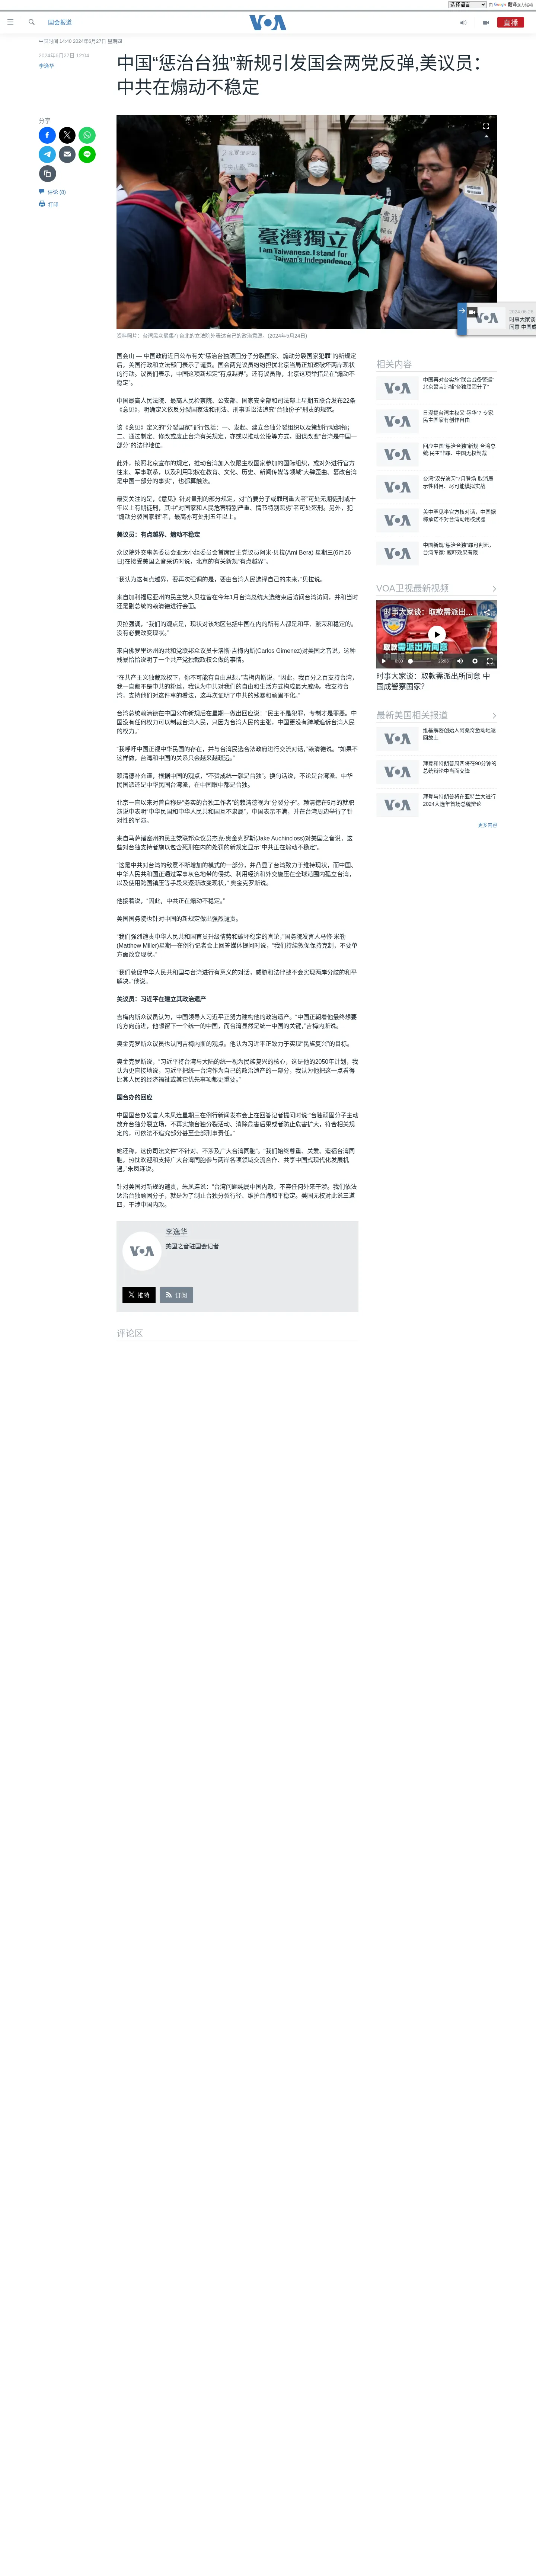 选择语言 由 Google 翻译强力驱动
国会报道
VOA
直播
中国时间 14:40 2024年6月27日 星期四
2024年6月27日 12:04
李逸华
中国“惩治台独”新规引发国会两党反弹,美议员：
中共在煽动不稳定
分享
评论 (9)
打印
臺灣獨立
I am Taiwanese.
I stand for
资料照片：台湾民众聚集在台北的立法院外表达自己的政治意愿。(2024年5月24日)
国会山 — 中国政府近日公布有关“惩治台独顽固分子分裂国家、煽动分裂国家犯罪”的新规定
后，美国行政和立法部门表示了谴责。国会两党议员纷纷担忧北京当局正加速破坏两岸现状
的行动。议员们表示，中国这项新规定“有点越界”。还有议员称，北京这项举措是在“煽动不
稳定”。
中国最高人民法院、最高人民检察院、公安部、国家安全部和司法部上星期五联合发布22条
《意见》，明确定义依反分裂国家法和刑法、刑事诉讼法追究“台独份子”刑责的规范。
该《意见》定义的“分裂国家”罪行包括：一、发起、建立台独分裂组织以及策划行动纲领；
二、通过制定、修改或废止台湾有关规定，亦或以推动公投等方式，图谋改变“台湾是中国一
部分”的法律地位。
此外，按照北京宣布的规定，推动台湾加入仅限主权国家参加的国际组织，或对外进行官方
往来、军事联系，以及利用职权在台湾教育、文化、历史、新闻传媒等领域“大肆歪曲、篡改台湾
是中国一部分的事实”，也都算触法。
最受关注的是，《意见》针对量刑的部分规定，对“首要分子或罪刑重大者”可处无期徒刑或十
年以上有期徒刑，其中“对国家和人民危害特别严重、情节特别恶劣”者可处死刑。另外，犯
“煽动分裂国家罪”者，最高亦可处刑五年以上。
美议员：有点越界、煽动不稳定
众议院外交事务委员会亚太小组委员会首席民主党议员阿米·贝拉(Ami Bera) 星期三(6月26
日)在接受美国之音采访时说，北京的有关新规“有点越界”。
“我认为这有点越界，要再次强调的是，要由台湾人民选择自己的未来，”贝拉说。
来自加利福尼亚州的民主党人贝拉曾在今年1月台湾总统大选结束后访问台湾访问，并和当时
还是副总统的赖清德进行会面。
贝拉强调，“我们的观点是，现状对该地区包括中国在内的所有人都是和平、繁荣和稳定的。
没有必要改变现状。”
来自佛罗里达州的共和党联邦众议员卡洛斯·吉梅内斯(Carlos Gimenez)对美国之音说，这种
残暴恰恰说明了一个共产党独裁政权会做的事情。
“在共产主义独裁政权下，你不可能有自由意志，”吉梅内斯说，“因此，我百分之百支持台湾，
我一直都不是中共的粉丝，我认为中共对我们的自由和生活方式构成最大威胁。我支持台
湾，支持他们对这件事的看法，这再次证明了中共的残暴和顽固不化。”
台湾总统赖清德在中国公布新规后在星期一做出回应说：“民主不是犯罪，专制才是罪恶。中
国没有任何权力可以制裁台湾人民，只因为台湾人民的主张，中国更没有跨域追诉台湾人民
的权力。”
“我呼吁中国正视中华民国的存在，并与台湾民选合法政府进行交流对话，”赖清德说。“如果不
这样做，台湾和中国的关系只会越来越疏远。”
赖清德补充道，根据中国的观点，“不赞成统一就是台独”。换句话说，不论是台湾派、中华
民国派还是中华民国台湾派，在中国眼中都是台独。
北京一直以来对曾自称是“务实的台独工作者”的赖清德视为“分裂分子”。赖清德在5月的就职
演说中表明“中华民国和中华人民共和国互不隶属”，中国表示不满，并在台湾周边举行了针
对性的军演。
来自马萨诸塞州的民主党联邦众议员杰克·奥金克罗斯(Jake Auchincloss)对美国之音说，这
些对台独支持者施以包含死刑在内的处罚的新规定显示“中共正在煽动不稳定”。
“这是中共对台湾的敌意不断增加的模式的一部分，并凸显了台湾致力于维持现状，而中国、
中华人民共和国正通过军事灰色地带的侵扰、利用经济和外交施压在全球范围内孤立台湾，
以及使用跨国镇压等手段来逐渐改变现状，” 奥金克罗斯说。
他接着说，“因此，中共正在煽动不稳定。”
美国国务院也针对中国的新规定做出强烈谴责。
“我们强烈谴责中华人民共和国官员升级情势和破坏稳定的言论，”国务院发言人马修·米勒
(Matthew Miller)星期一在例行记者会上回答媒体提问时说，“我们持续敦促保持克制，不要单
方面改变现状。”
“我们敦促中华人民共和国与台湾进行有意义的对话，威胁和法律战不会实现两岸分歧的和平
解决，”他说。
美议员：习近平在建立其政治遗产
吉梅内斯众议员认为，中国领导人习近平正努力建构他的政治遗产。“中国正朝着他最终想要
的方向前进，他想留下一个统一的中国，而台湾显然是统一中国的关键，”吉梅内斯说。
奥金克罗斯众议员也认同吉梅内斯的观点。他认为习近平正致力于实现“民族复兴”的目标。
奥金克罗斯说，“习近平将台湾与大陆的统一视为民族复兴的核心，这是他的2050年计划，我
认为更直接地说，习近平把统一台湾作为自己的政治遗产的一部分，我认为他把这一点看得
比其人民的经济福祉或其它优先事项都更重要。”
国台办的回应
中国国台办发言人朱凤连星期三在例行新闻发布会上在回答记者提问时说:“台独顽固分子主动
放弃台独分裂立场，不再实施台独分裂活动、消除危害后果或者防止危害扩大，符合相关规
定的，可依法不追究部分甚至全部刑事责任。”
她还称，这份司法文件“不针对、不涉及广大台湾同胞”。“我们始终尊重、关爱、造福台湾同
胞，热忱欢迎和支持广大台湾同胞参与两岸各项领域交流合作、共享中国式现代化发展机
遇，”朱凤连说。
针对美国对新规的谴责，朱凤连说：“台湾问题纯属中国内政，不容任何外来干涉。我们依法
惩治台独顽固分子，就是为了制止台独分裂行径、维护台海和平稳定。美国无权对此说三道
四，干涉中国内政。
李逸华
美国之音驻国会记者
推特
订阅
评论区
相关内容
中国再对台实施“联合战备警巡”
北京誓言追捕“台独顽固分子”
日漫提台湾主权又“辱华”? 专家:
民主国家有创作自由
回应中国“惩治台独”新规 台湾总
统:民主非罪、中国无权制裁
台湾“汉光演习”7月登场 取消展
示性科目、尽可能模拟实战
美中罕见半官方核对话，中国据
称承诺不对台湾动用核武器
中国新规“惩治台独”罪可判死,
台湾专家: 威吓效果有限
VOA卫视最新视频
时事大家谈：取款需派出...
取款需派出所同意
0:00
25:03
时事大家谈：取款需派出所同意 中
国成警察国家?
最新美国相关报道
维基解密创始人阿桑奇激动地返
回故土
拜登和特朗普周四将在90分钟的
总统辩论中当面交锋
拜登与特朗普将在亚特兰大进行
2024大选年首场总统辩论
更多内容
2024.06.26
时事大家谈
同意 中国成